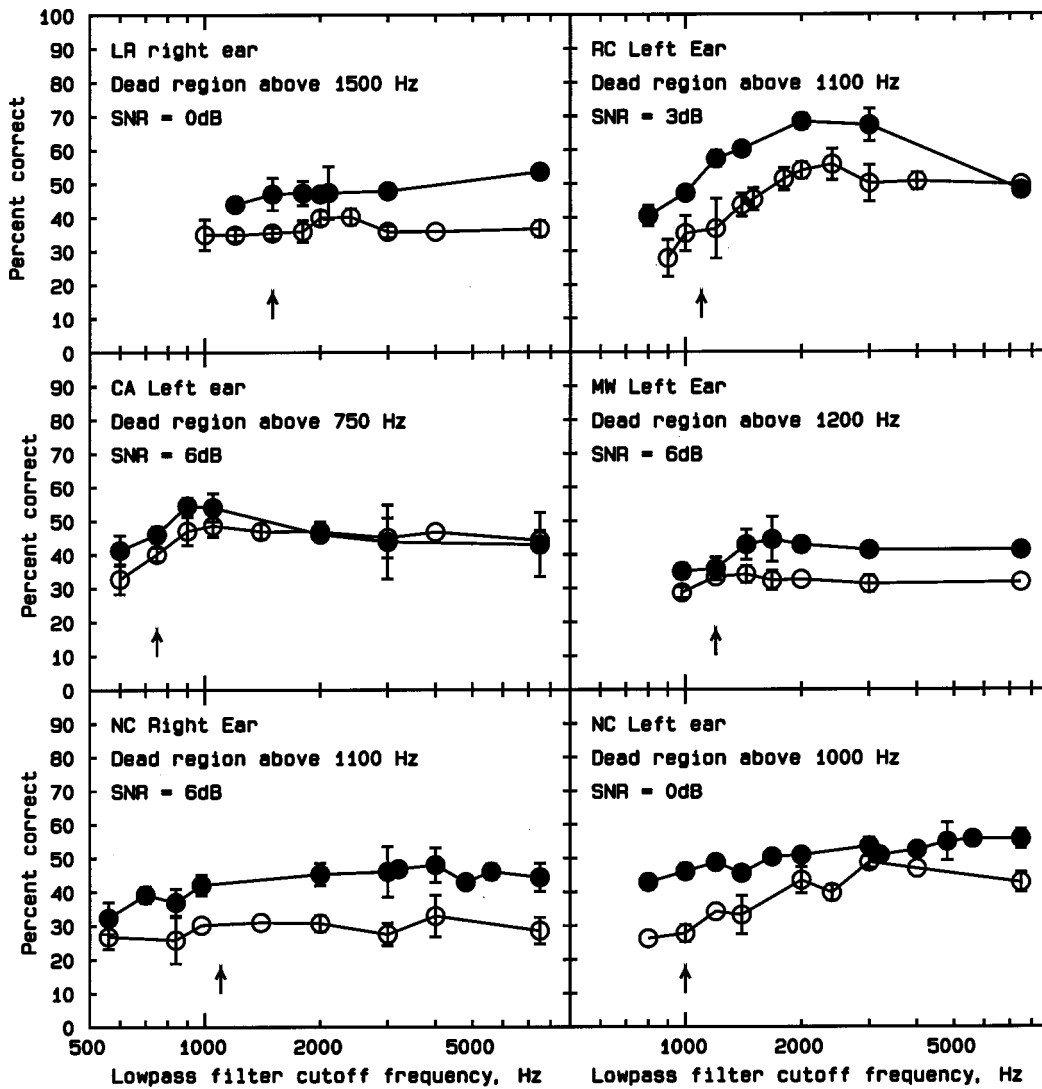 100
90
80
70
60
50
40
30
20
10
0
Percent correct
LR right ear
Dead region above 1500 Hz
SNR = 0dB
RC Left Ear
Dead region above 1100 Hz
SNR = 3dB
90
80
70
60
50
40
30
20
10
0
Percent correct
CA Left ear
Dead region above 750 Hz
SNR = 6dB
MW Left Ear
Dead region above 1200 Hz
SNR = 6dB
90
80
70
60
50
40
30
20
10
0
Percent correct
NC Right Ear
Dead region above 1100 Hz
SNR = 6dB
NC Left ear
Dead region above 1000 Hz
SNR = 0dB
500 1000 2000 5000
1000 2000 5000
Lowpass filter cutoff frequency, Hz
Lowpass filter cutoff frequency, Hz